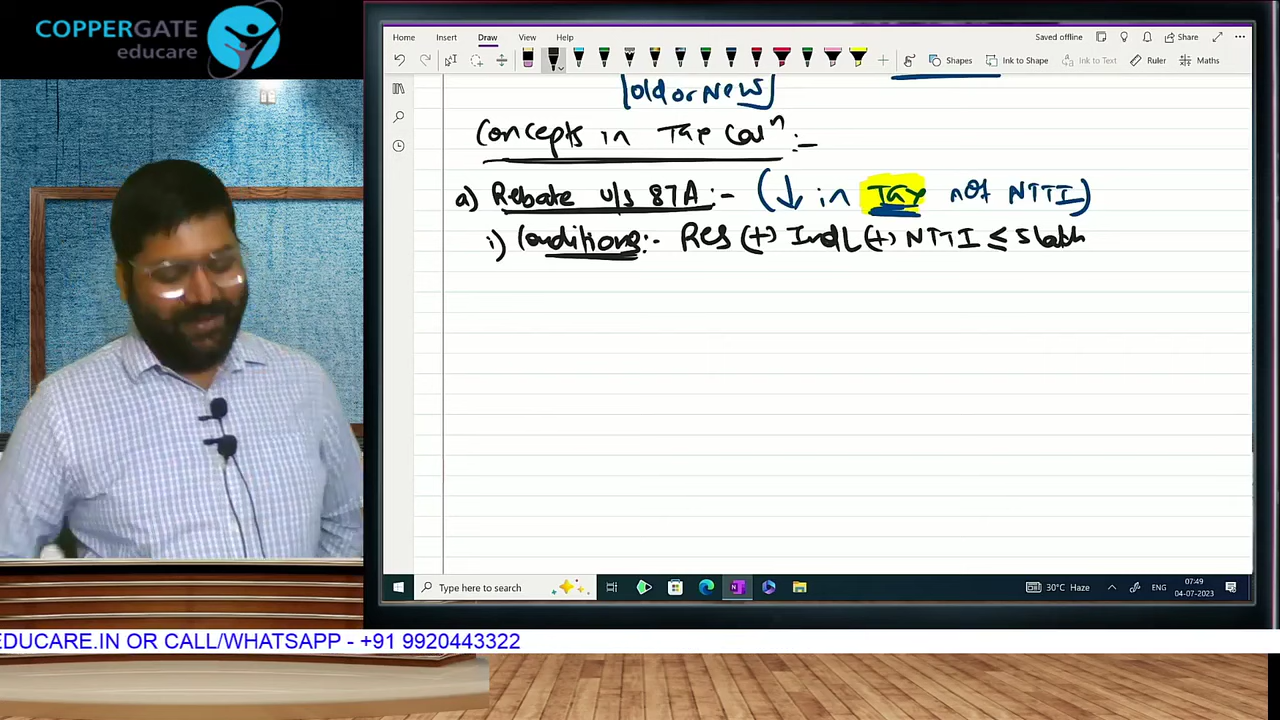 COPPERGATE
educare
Home Insert Draw View Help
Saved offline
Share
Shapes
Ink to Shape
Ink to Text
Ruler
Maths
[old or New]
Concepts in Tax Calⁿ :-
a) Rebate u/s 87A :- (↓ in Tax not NTTI)
i) Conditions :- Res (+) Indl (+) NTTI ≤ 5 lakh
Type here to search
30°C Haze
ENG
07:49
04-07-2023
EDUCARE.IN OR CALL/WHATSAPP - +91 9920443322